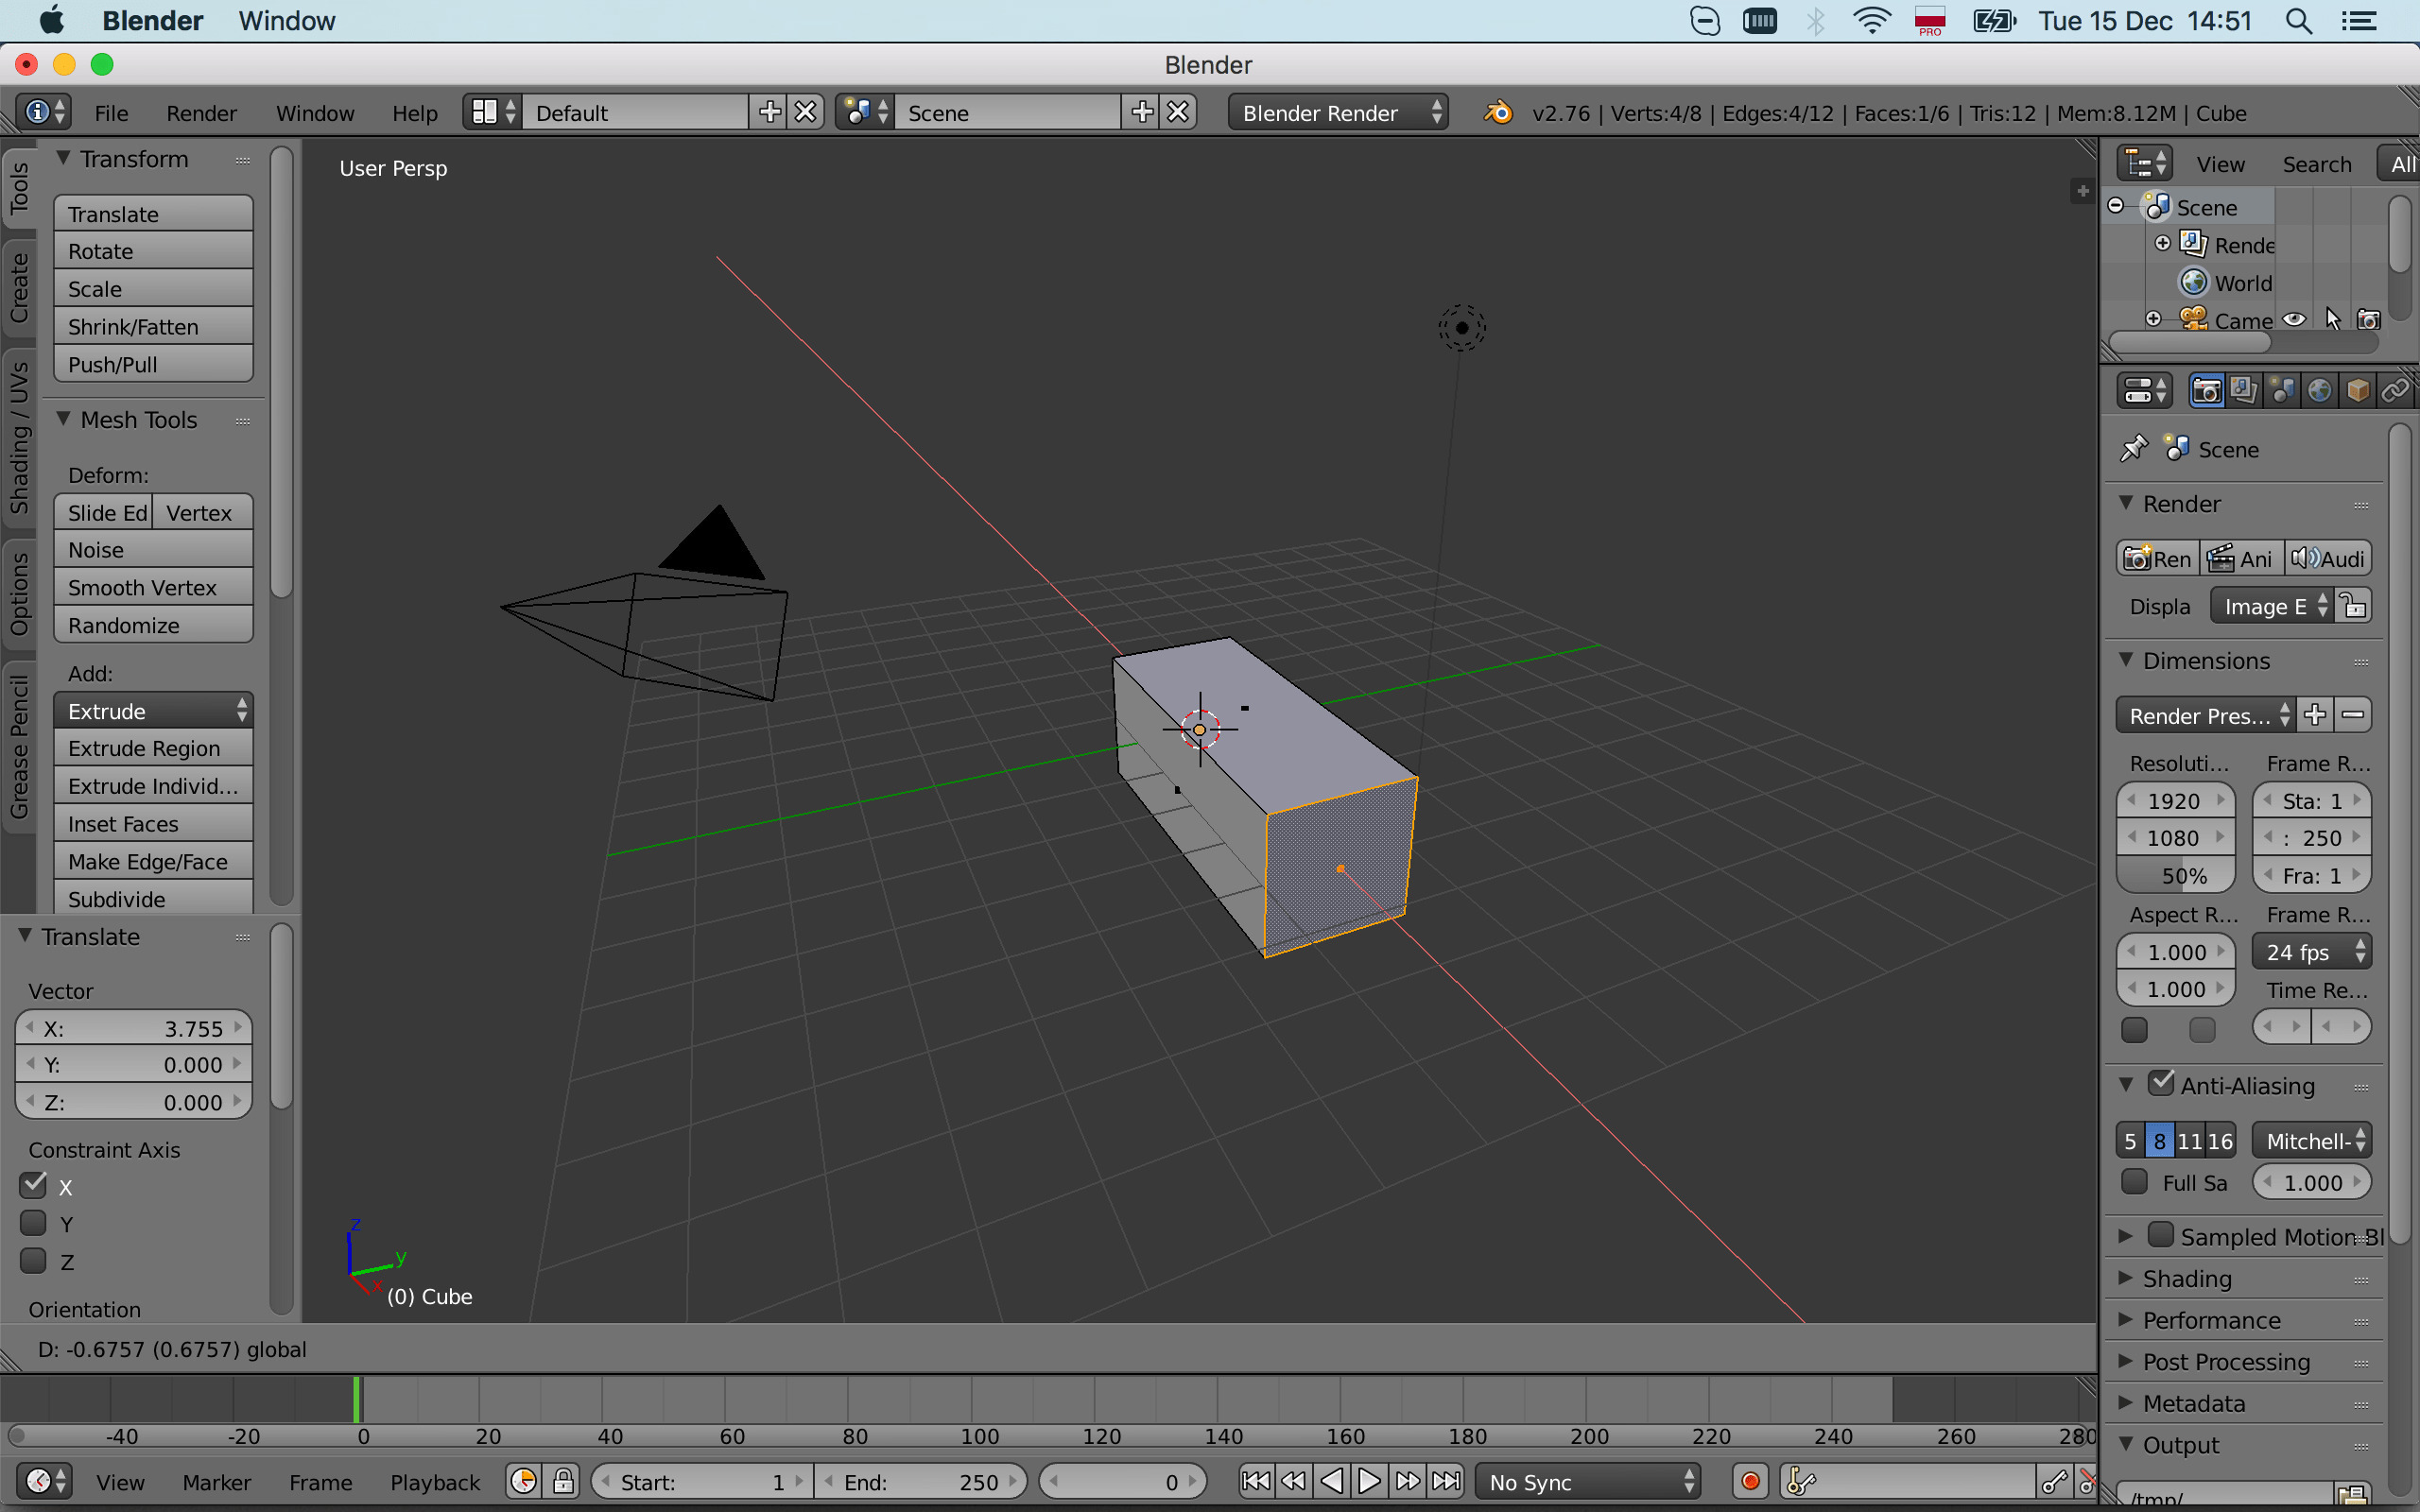 Blender Window
PRO Tue 15 Dec 14:51
Blender
File Render Window Help Default Scene Blender Render v2.76 | Verts:4/8 | Edges:4/12 | Faces:1/6 | Tris:12 | Mem:8.12M | Cube
Tools
Create
Shading / UVs
Options
Grease Pencil
Transform
Translate
Rotate
Scale
Shrink/Fatten
Push/Pull
Mesh Tools
Deform:
Slide Ed Vertex
Noise
Smooth Vertex
Randomize
Add:
Extrude
Extrude Region
Extrude Individ...
Inset Faces
Make Edge/Face
Subdivide
Translate
Vector
X: 3.755
Y: 0.000
Z: 0.000
Constraint Axis
X
Y
Z
Orientation
User Persp
z
y
x
(0) Cube
D: -0.6757 (0.6757) global
-40 -20 0 20 40 60 80 100 120 140 160 180 200 220 240 260 280
View Marker Frame Playback Start: 1 End: 250 0 No Sync
View Search All
Scene
Rende
World
Came
Scene
Render
Ren Ani Audi
Displa Image E
Dimensions
Render Pres...
Resoluti... Frame R...
1920 Sta: 1
1080 : 250
50% Fra: 1
Aspect R... Frame R...
1.000 24 fps
1.000 Time Re...
Anti-Aliasing
5 8 11 16 Mitchell-
Full Sa 1.000
Sampled Motion Bl
Shading
Performance
Post Processing
Metadata
Output
/tmp/